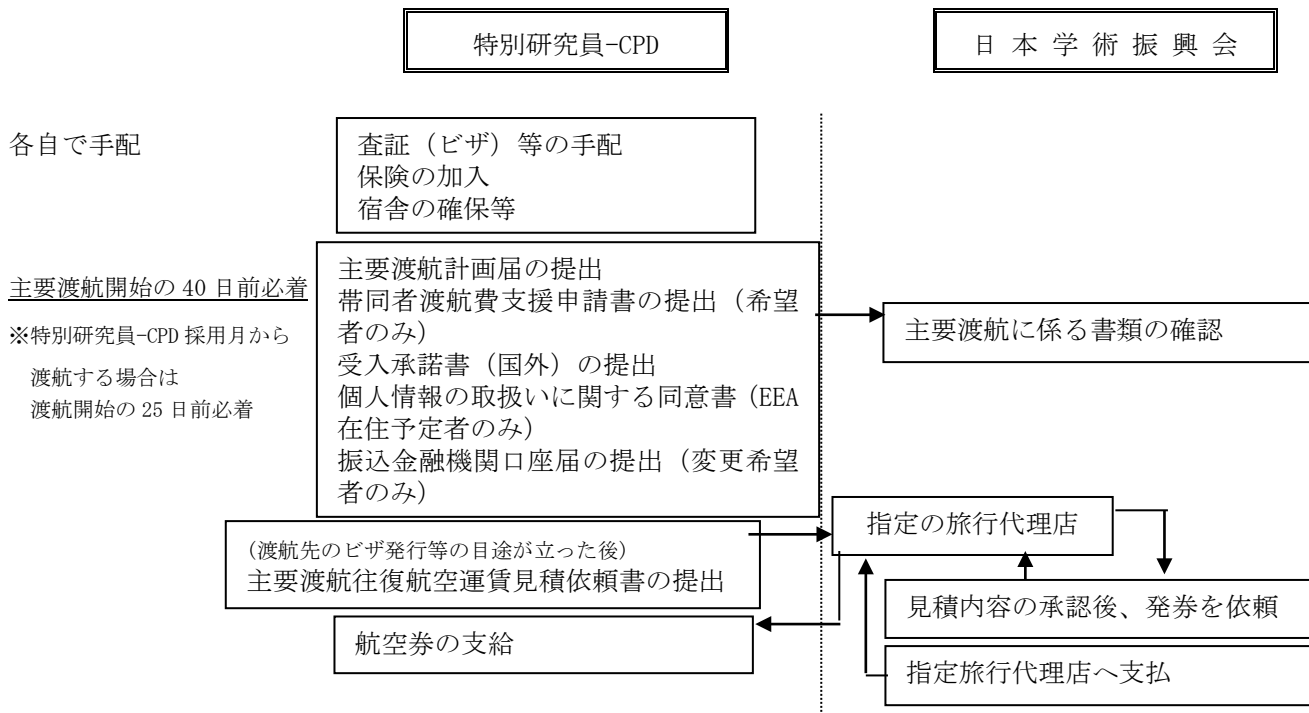 特別研究員-CPD
日本学術振興会
各自で手配
査証（ビザ）等の手配
保険の加入
宿舎の確保等
主要渡航開始の 40 日前必着
※特別研究員-CPD 採用月から
渡航する場合は
渡航開始の 25 日前必着
主要渡航計画届の提出
帯同者渡航費支援申請書の提出（希望
者のみ）
受入承諾書（国外）の提出
個人情報の取扱いに関する同意書（EEA
在住予定者のみ）
振込金融機関口座届の提出（変更希望
者のみ）
主要渡航に係る書類の確認
（渡航先のビザ発行等の目途が立った後）
主要渡航往復航空運賃見積依頼書の提出
指定の旅行代理店
見積内容の承認後、発券を依頼
航空券の支給
指定旅行代理店へ支払